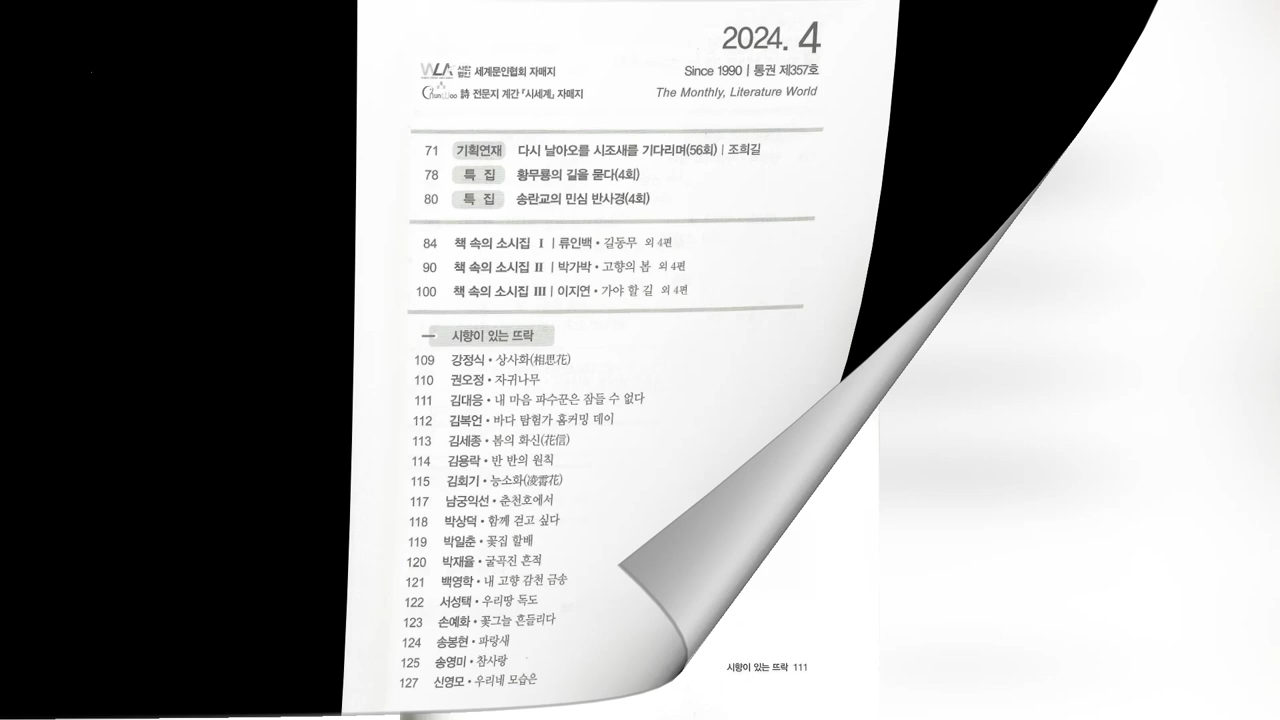 2024. 4
WLA 사단법인 세계문인협회 자매지
Since 1990 | 통권 제357호
ChunWoo 詩 전문지 계간 「시세계」 자매지
The Monthly, Literature World
71 기획연재 다시 날아오를 시조새를 기다리며(56회) | 조희길
78 특 집 황무룡의 길을 묻다(4회)
80 특 집 송란교의 민심 반사경(4회)
84 책 속의 소시집 Ⅰ | 류인백 • 길동무 외 4편
90 책 속의 소시집 Ⅱ | 박가박 • 고향의 봄 외 4편
100 책 속의 소시집 Ⅲ | 이지연 • 가야 할 길 외 4편
시향이 있는 뜨락
109 강정식 • 상사화(相思花)
110 권오정 • 자귀나무
111 김대응 • 내 마음 파수꾼은 잠들 수 없다
112 김복언 • 바다 탐험가 홈커밍 데이
113 김세종 • 봄의 화신(花信)
114 김용락 • 반 반의 원칙
115 김회기 • 능소화(凌霄花)
117 남궁익선 • 춘천호에서
118 박상덕 • 함께 걷고 싶다
119 박일춘 • 꽃집 할배
120 박재율 • 굴곡진 흔적
121 백영학 • 내 고향 감천 금송
122 서성택 • 우리땅 독도
123 손예화 • 꽃그늘 흔들리다
124 송봉현 • 파랑새
125 송영미 • 참사랑
시향이 있는 뜨락 111
127 신영모 • 우리네 모습은